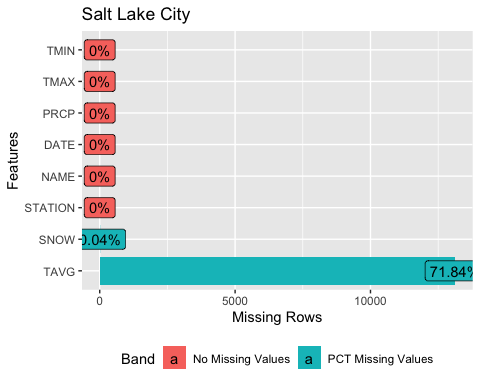 Salt Lake City
Features
TMIN 0%
TMAX 0%
PRCP 0%
DATE 0%
NAME 0%
STATION 0%
SNOW 0.04%
TAVG 71.84%
0 5000 10000
Missing Rows
Band a No Missing Values a PCT Missing Values